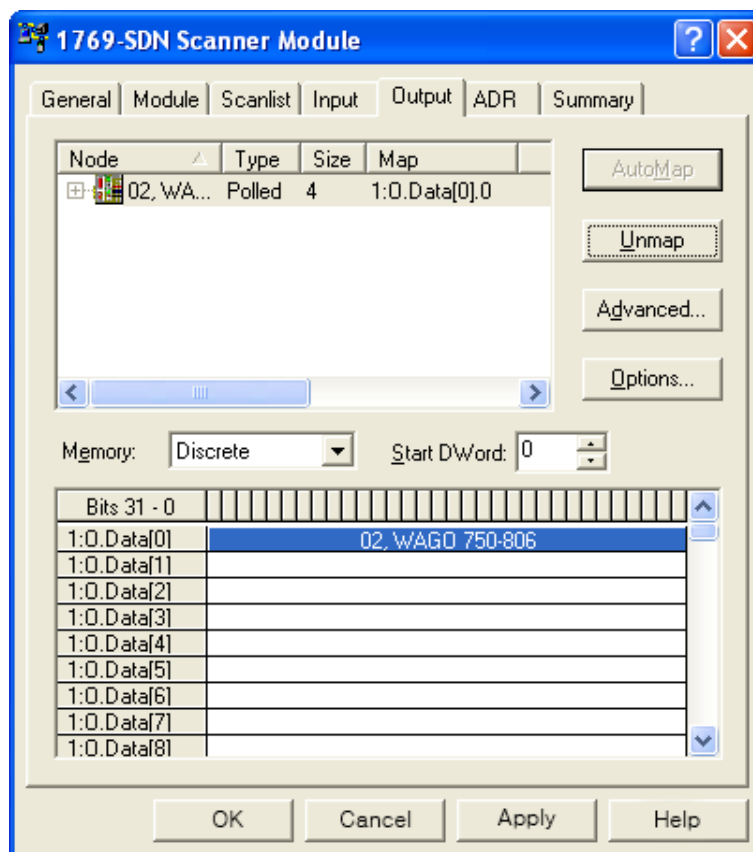 1769-SDN Scanner Module
General Module Scanlist Input Output ADR Summary
Node Type Size Map
02, WA... Polled 4 1:O.Data[0].0
AutoMap
Unmap
Advanced...
Options...
Memory: Discrete Start DWord: 0
Bits 31 - 0
1:O.Data[0] 02, WAGO 750-806
1:O.Data[1]
1:O.Data[2]
1:O.Data[3]
1:O.Data[4]
1:O.Data[5]
1:O.Data[6]
1:O.Data[7]
1:O.Data[8]
OK Cancel Apply Help